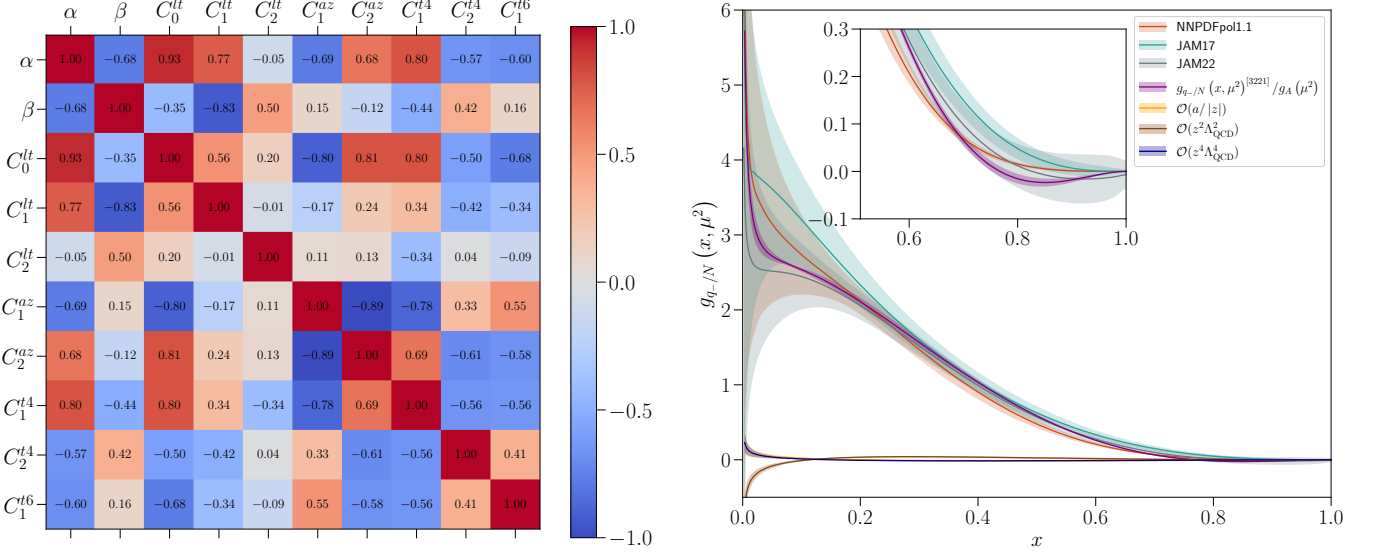 α β C_0^{lt} C_1^{lt} C_2^{lt} C_1^{az} C_2^{az} C_1^{t4} C_2^{t4} C_1^{t6}
α 1.00 −0.68 0.93 0.77 −0.05 −0.69 0.68 0.80 −0.57 −0.60
β −0.68 1.00 −0.35 −0.83 0.50 0.15 −0.12 −0.44 0.42 0.16
C_0^{lt} 0.93 −0.35 1.00 0.56 0.20 −0.80 0.81 0.80 −0.50 −0.68
C_1^{lt} 0.77 −0.83 0.56 1.00 −0.01 −0.17 0.24 0.34 −0.42 −0.34
C_2^{lt} −0.05 0.50 0.20 −0.01 1.00 0.11 0.13 −0.34 0.04 −0.09
C_1^{az} −0.69 0.15 −0.80 −0.17 0.11 1.00 −0.89 −0.78 0.33 0.55
C_2^{az} 0.68 −0.12 0.81 0.24 0.13 −0.89 1.00 0.69 −0.61 −0.58
C_1^{t4} 0.80 −0.44 0.80 0.34 −0.34 −0.78 0.69 1.00 −0.56 −0.56
C_2^{t4} −0.57 0.42 −0.50 −0.42 0.04 0.33 −0.61 −0.56 1.00 0.41
C_1^{t6} −0.60 0.16 −0.68 −0.34 −0.09 0.55 −0.58 −0.56 0.41 1.00
1.0
0.5
0.0
−0.5
−1.0
g_{q_−/N} (x, μ²)
6
5
4
3
2
1
0
0.0 0.2 0.4 0.6 0.8 1.0
x
0.3
0.2
0.1
0.0
−0.1
0.6 0.8 1.0
NNPDFpol1.1
JAM17
JAM22
g_{q_−/N} (x, μ²)^{[3221]} /g_A (μ²)
𝒪(a/|z|)
𝒪(z²Λ²_{QCD})
𝒪(z⁴Λ⁴_{QCD})